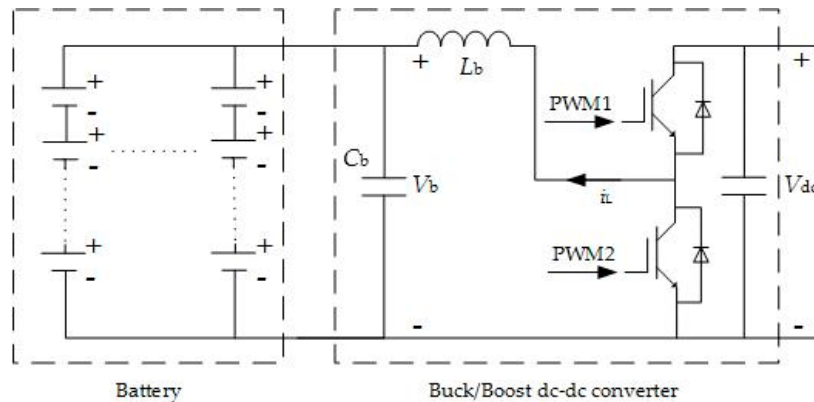 + + + Lb +
+ + PWM1
- -
+ +
- - Cb
Vb iL Vdc
+ + PWM2
- -
- -
Battery Buck/Boost dc-dc converter